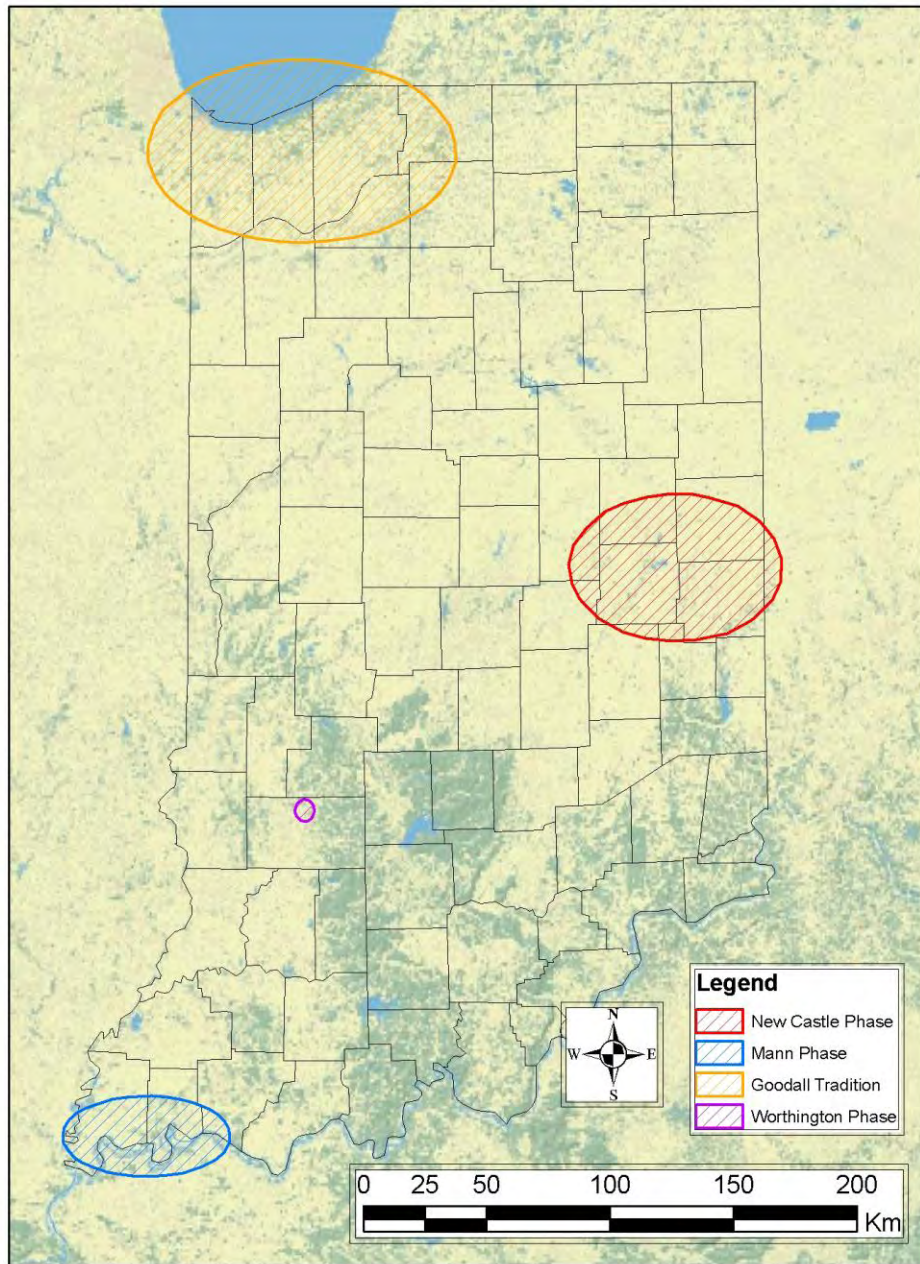 Legend
New Castle Phase
Mann Phase
Goodall Tradition
Worthington Phase
N
W E
S
0 25 50 100 150 200
Km